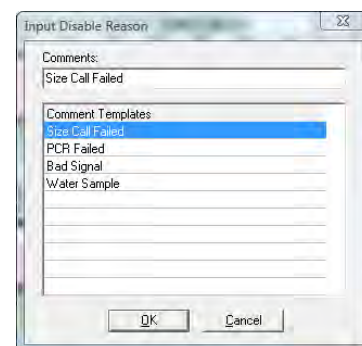 Input Disable Reason
Comments:
Size Call Failed
Comment Templates
Size Call Failed
PCR Failed
Bad Signal
Water Sample
OK
Cancel